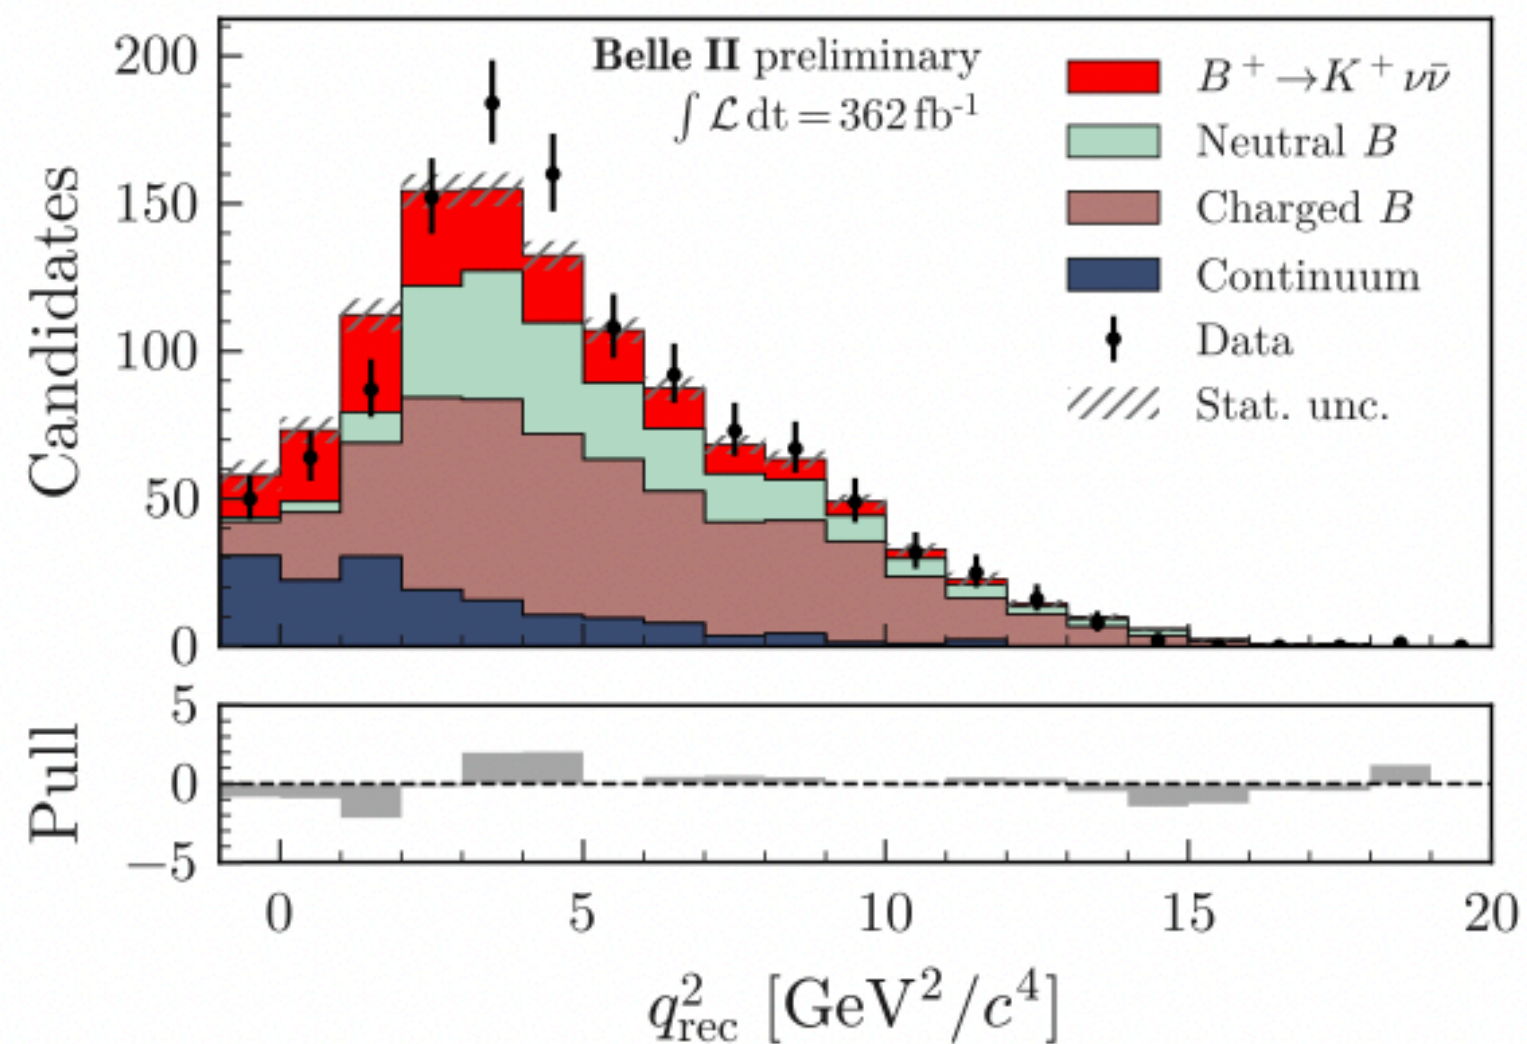 Belle II preliminary
∫ ℒ dt = 362 fb⁻¹
B⁺→K⁺νν̄
Neutral B
Charged B
Continuum
Data
Stat. unc.
Candidates
200
150
100
50
0
Pull
5
0
−5
0 5 10 15 20
q²rec [GeV²/c⁴]